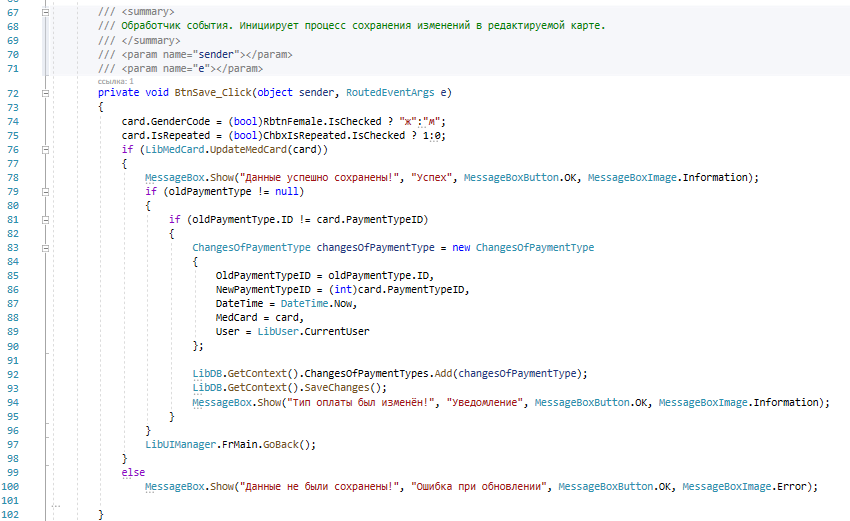 67 /// <summary>
68 /// Обработчик события. Инициирует процесс сохранения изменений в редактируемой карте.
69 /// </summary>
70 /// <param name="sender"></param>
71 /// <param name="e"></param>
ссылка: 1
72 private void BtnSave_Click(object sender, RoutedEventArgs e)
73 {
74 card.GenderCode = (bool)RbtnFemale.IsChecked ? "ж":"м";
75 card.IsRepeated = (bool)ChbxIsRepeated.IsChecked ? 1:0;
76 if (LibMedCard.UpdateMedCard(card))
77 {
78 MessageBox.Show("Данные успешно сохранены!", "Успех", MessageBoxButton.OK, MessageBoxImage.Information);
79 if (oldPaymentType != null)
80 {
81 if (oldPaymentType.ID != card.PaymentTypeID)
82 {
83 ChangesOfPaymentType changesOfPaymentType = new ChangesOfPaymentType
84 {
85 OldPaymentTypeID = oldPaymentType.ID,
86 NewPaymentTypeID = (int)card.PaymentTypeID,
87 DateTime = DateTime.Now,
88 MedCard = card,
89 User = LibUser.CurrentUser
90 };
91
92 LibDB.GetContext().ChangesOfPaymentTypes.Add(changesOfPaymentType);
93 LibDB.GetContext().SaveChanges();
94 MessageBox.Show("Тип оплаты был изменён!", "Уведомление", MessageBoxButton.OK, MessageBoxImage.Information);
95 }
96 }
97 LibUIManager.FrMain.GoBack();
98 }
99 else
100 MessageBox.Show("Данные не были сохранены!", "Ошибка при обновлении", MessageBoxButton.OK, MessageBoxImage.Error);
101
102 }